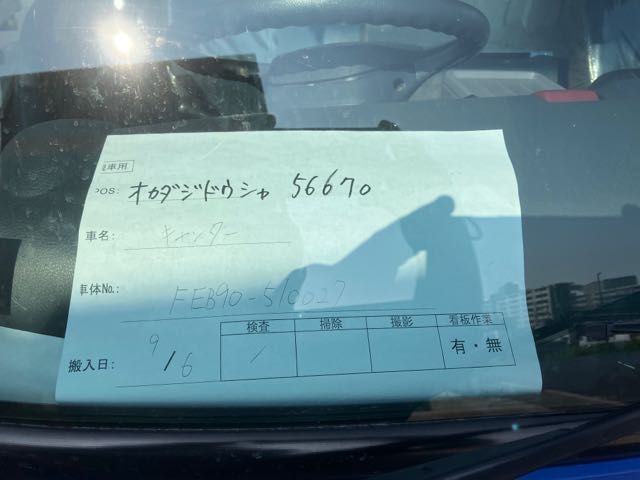 車用
POS: オカダジドウシャ 56670
車名: キャンター
車体No.: FEB90-510027
検査 掃除 撮影 看板作業
搬入日: 9/6 / 有・無